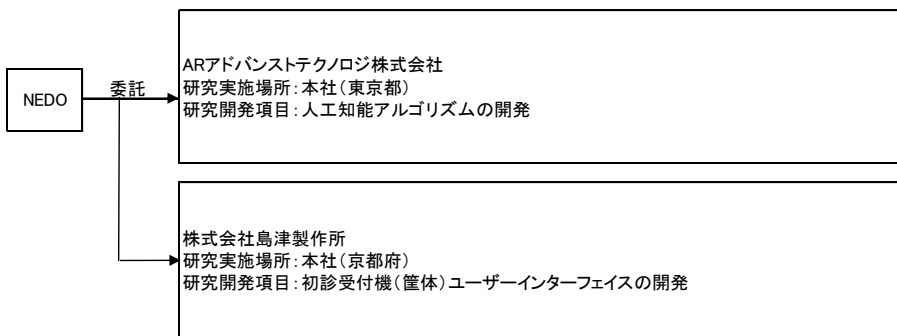 NEDO
委託
ARアドバンストテクノロジ株式会社
研究実施場所：本社（東京都）
研究開発項目：人工知能アルゴリズムの開発
株式会社島津製作所
研究実施場所：本社（京都府）
研究開発項目：初診受付機（筐体）ユーザーインターフェイスの開発